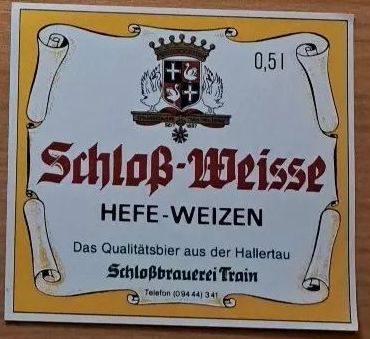 0,5 l
Schloß-Weisse
HEFE-WEIZEN
Das Qualitätsbier aus der Hallertau
Schloßbrauerei Train
Telefon (0 94 44) 3 41